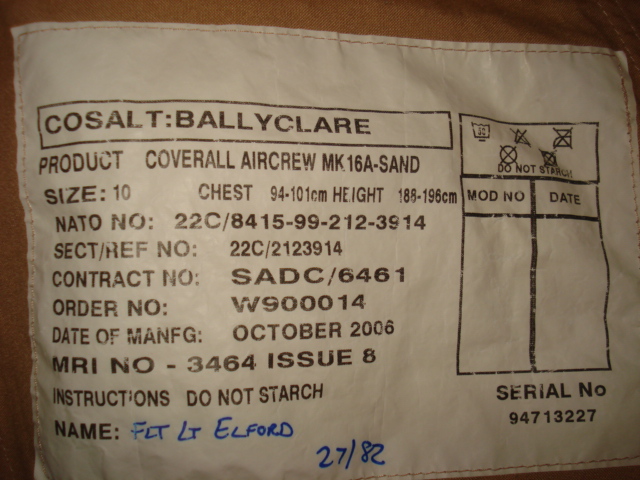 COSALT:BALLYCLARE
PRODUCT COVERALL AIRCREW MK16A-SAND
SIZE: 10 CHEST 94-101cm HEIGHT 188-196cm
NATO NO: 22C/8415-99-212-3914
SECT/REF NO: 22C/2123914
CONTRACT NO: SADC/6461
ORDER NO: W900014
DATE OF MANFG: OCTOBER 2006
MRI NO - 3464 ISSUE 8
INSTRUCTIONS DO NOT STARCH
NAME: FLT LT ELFORD
27/82
DO NOT STARCH
MOD NO DATE
SERIAL No
94713227